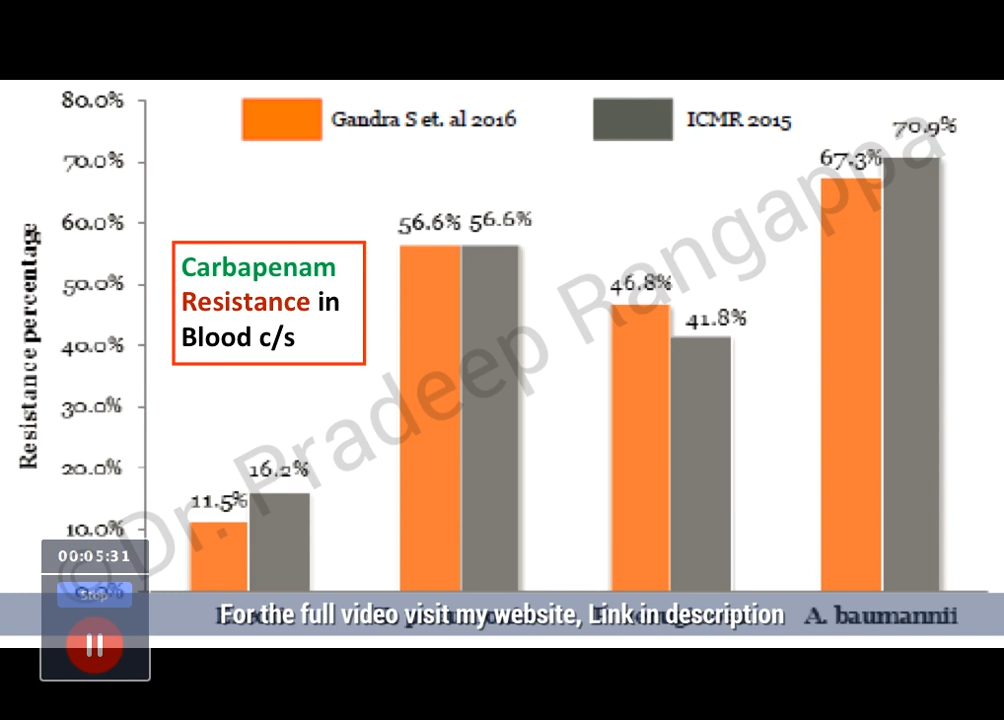 80.0%
Gandra S et. al 2016
ICMR 2015
70.9%
70.0%
67.3%
60.0%
56.6%
56.6%
Carbapenam
Resistance in
Blood c/s
50.0%
46.8%
41.8%
40.0%
30.0%
20.0%
16.2%
11.5%
10.0%
0.0%
Resistance percentage
©Dr. Pradeep Rangappa
00:05:31
Stop
For the full video visit my website, Link in description
A. baumannii